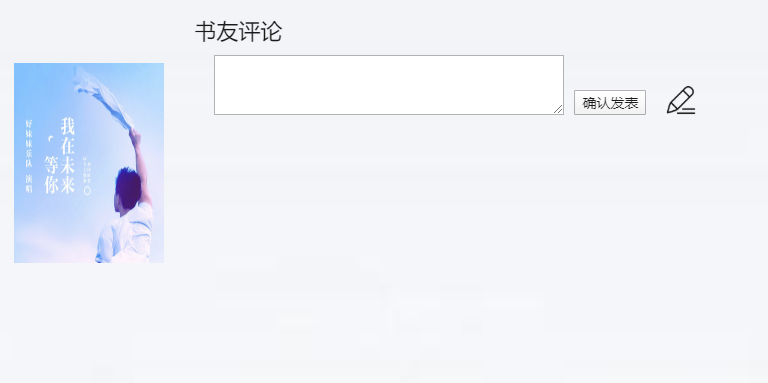 书友评论
确认发表
我在未来
等你
好妹妹乐队 演唱